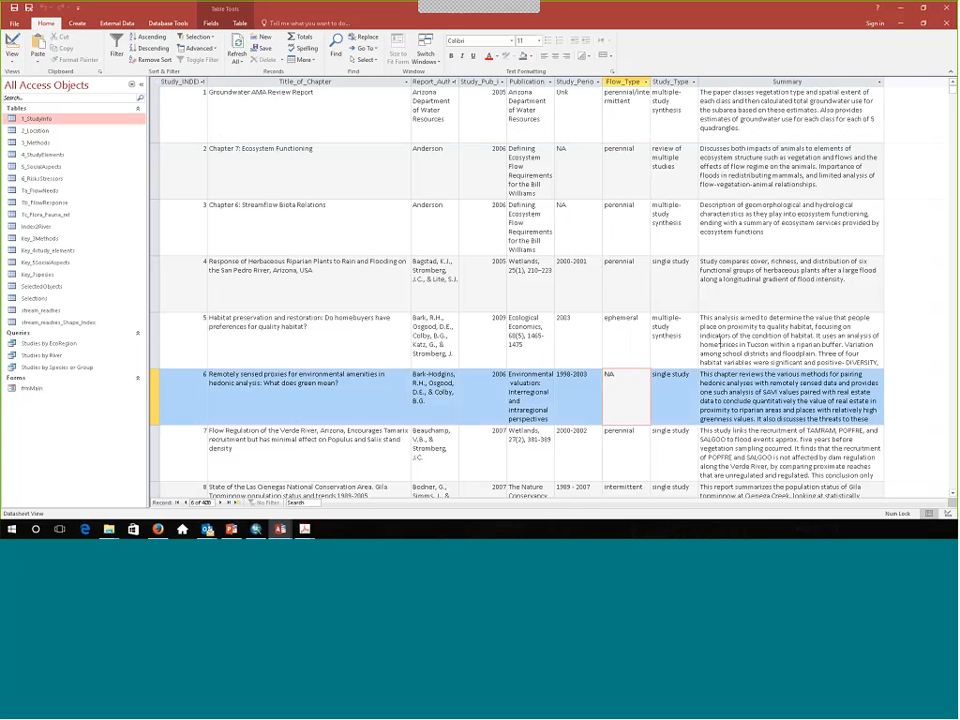 Table Tools
Sign in
File Home Create External Data Database Tools Fields Table Tell me what you want to do...
View Paste Cut Copy Format Painter Filter Ascending Descending Remove Sort Selection Advanced Refresh All New Save Delete Totals Spelling More Find Replace Go To Select Size to Fit Form Switch Windows Calibri 11
Views Clipboard Sort & Filter Records Find Window Text Formatting
All Access Objects
Search...
Tables
1_StudyInfo
2_Location
3_Methods
4_StudyElements
5_SocialAspects
6_RisksStressors
7a_FlowNeeds
7b_FlowResponse
7c_Flora_Fauna_rel
Index2River
Key_3Methods
Key_4study_elements
Key_5SocialAspects
Key_7species
SelectedObjects
Selections
stream_reaches
stream_reaches_Shape_Index
Queries
Studies by EcoRegion
Studies by River
Studies by Species or Group
Forms
frmMain
Study_INDE Title_of_Chapter Report_Auth Study_Pub_ Publication Study_Perio Flow_Type Study_Type Summary
1 Groundwater AMA Review Report
Arizona
Department
of Water
Resources
2005
Arizona
Department
of Water
Resources
Unk
perennial/inte
rmittent
multiple-
study
synthesis
The paper classes vegetation type and spatial extent of
each class and then calculated total groundwater use for
the subarea based on these classes. Also provides
estimates of groundwater use for each class for each of 5
quadrangles.
2 Chapter 7: Ecosystem Functioning
Anderson
2006
Defining
Ecosystem
Flow
Requirements
for the Bill
Williams
NA
perennial
review of
multiple
studies
Discusses both impacts of animals to elements of
ecosystem structure such as vegetation and flows and the
effects of flow regime on the animals. Importance of
floods in redistributing mammals, and limited analysis of
flow-vegetation-animal relationships.
3 Chapter 6: Streamflow Biota Relations
Anderson
2006
Defining
Ecosystem
Flow
Requirements
for the Bill
Williams
NA
perennial
multiple-
study
synthesis
Description of geomorphological and hydrological
characteristics as they play into ecosystem functioning,
ending with a summary of ecosystem services provided by
ecosystem functions
4 Response of Herbaceous Riparian Plants to Rain and Flooding on
the San Pedro River, Arizona, USA
Bagstad, K.J.,
Stromberg,
J.C., & Lite, S.J.
2005
Wetlands,
25(1), 210–223
2000-2001
perennial
single study
Study compares cover, richness, and distribution of six
functional groups of herbaceous plants after a large flood
along a longitudinal gradient of flood intensity.
5 Habitat preservation and restoration: Do homebuyers have
preferences for quality habitat?
Bark, R.H.,
Osgood, D.E.,
Colby, B.G.,
Katz, G., &
Stromberg, J.
2009
Ecological
Economics,
68(5), 1465-
1475
2003
ephemeral
multiple-
study
synthesis
This analysis aimed to determine the value that people
place on proximity to quality habitat, focusing on
indicators of the condition of habitat. It uses an analysis of
home prices in Tucson within a riparian buffer. Variation
among school districts and floodplain. Three of four
habitat variables were significant and positive- DIVERSITY,
6 Remotely sensed proxies for environmental amenities in
hedonic analysis: What does green mean?
Bark-Hodgins,
R.H., Osgood,
D.E., & Colby,
B.G.
2006
Environmental
valuation:
interregional
and
intraregional
perspectives
1998-2003
NA
single study
This chapter reviews the various methods for pairing
hedonic analyses with remotely sensed data and provides
one such analysis of SAVI values paired with real estate
data to conclude quantitatively the value of real estate in
proximity to riparian areas and places with relatively high
greenness values. It also discusses the threats to these
7 Flow Regulation of the Verde River, Arizona, Encourages Tamarix
recruitment but has minimal effect on Populus and Salix stand
density
Beauchamp,
V.B., &
Stromberg,
J.C.
2007
Wetlands,
27(2), 381-389
2000-2002
perennial
single study
This study links the recruitment of TAMRAM, POPFRE, and
SALGOO to flood events approx. five years before
vegetation sampling occurred. It finds that the recruitment
of POPFRE and SALGOO is not affected by dam regulation
along the Verde River, by comparing proximate reaches
that are unregulated and regulated. This conclusion only
8 State of the Las Cienegas National Conservation Area. Gila
Topminnow population status and trends 1989-2005
Bodner, G.,
Simms, J., &
2007
The Nature
Conservancy
1989 - 2007
intermittent
single study
This report summarizes the population status of Gila
topminnow at Cienega Creek, looking at statistically
Record: 6 of 408 No Filter Search
Num Lock